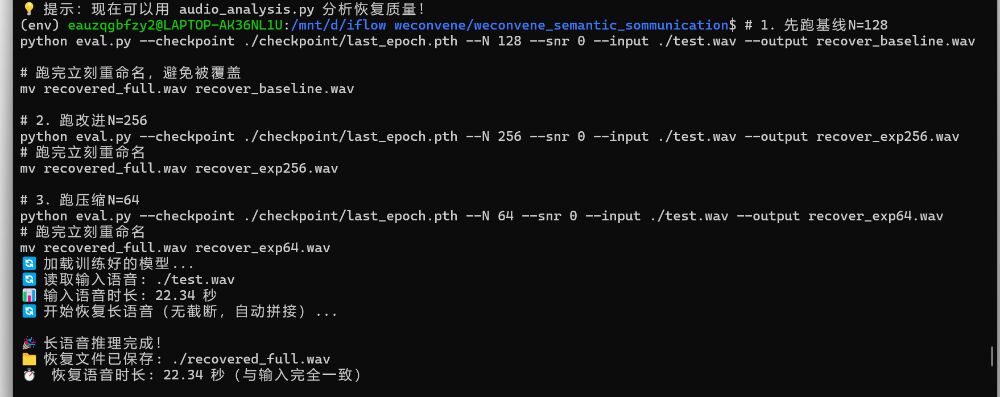 💡 提示：现在可以用 audio_analysis.py 分析恢复质量！
(env) eauzqgbfzy2@LAPTOP-AK36NL1U:/mnt/d/iflow weconvene/weconvene_semantic_sommunication$ # 1. 先跑基线N=128
python eval.py --checkpoint ./checkpoint/last_epoch.pth --N 128 --snr 0 --input ./test.wav --output recover_baseline.wav
# 跑完立刻重命名，避免被覆盖
mv recovered_full.wav recover_baseline.wav
# 2. 跑改进N=256
python eval.py --checkpoint ./checkpoint/last_epoch.pth --N 256 --snr 0 --input ./test.wav --output recover_exp256.wav
# 跑完立刻重命名
mv recovered_full.wav recover_exp256.wav
# 3. 跑压缩N=64
python eval.py --checkpoint ./checkpoint/last_epoch.pth --N 64 --snr 0 --input ./test.wav --output recover_exp64.wav
# 跑完立刻重命名
mv recovered_full.wav recover_exp64.wav
🔄 加载训练好的模型...
🔄 读取输入语音：./test.wav
📊 输入语音时长：22.34 秒
🔄 开始恢复长语音（无截断，自动拼接）...
🎉 长语音推理完成！
📁 恢复文件已保存：./recovered_full.wav
⏱ 恢复语音时长：22.34 秒（与输入完全一致）